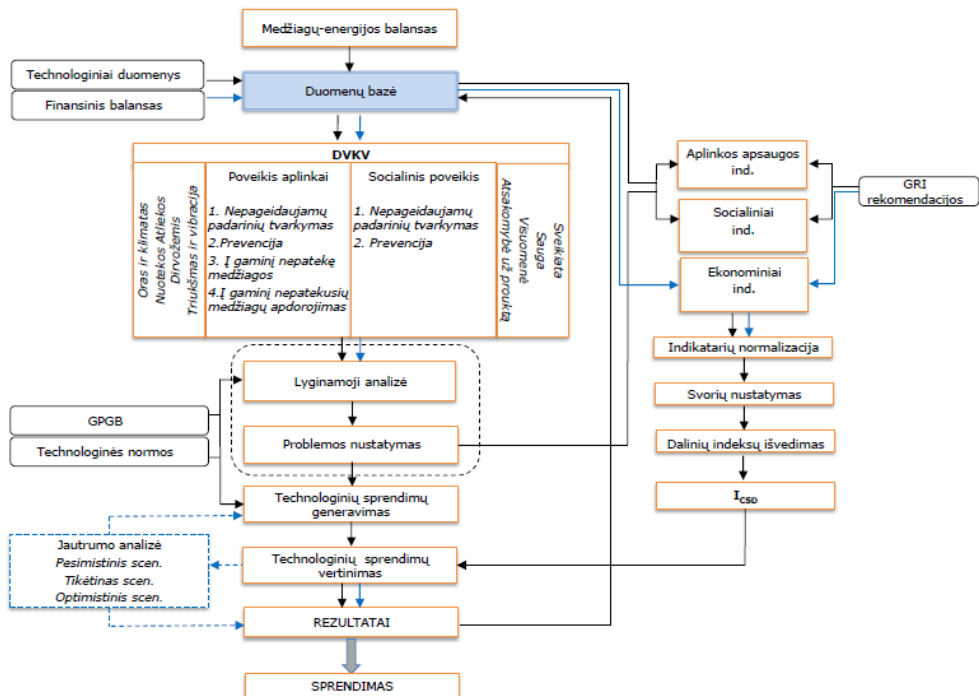 Medžiagų-energijos balansas
Technologiniai duomenys
Finansinis balansas
Duomenų bazė
DVKV
Oras ir klimatas
Nuotekos Atliekos
Dirvožemis
Triukšmas ir vibracija
Poveikis aplinkai
1. Nepageidaujamų
padarinių tvarkymas
2.Prevencija
3. Į gaminį nepatekę
medžiagos
4.Į gaminį nepatekusių
medžiagų apdorojimas
Socialinis poveikis
1. Nepageidaujamų
padarinių tvarkymas
2. Prevencija
Sveikiata
Sauga
Visuomenė
Atsakomybė už prouktą
Aplinkos apsaugos
ind.
Socialiniai
ind.
Ekonominiai
ind.
GRI
rekomendacijos
Indikatarių normalizacija
Svorių nustatymas
Dalinių indeksų išvedimas
I_CSD
Lyginamoji analizė
Problemos nustatymas
GPGB
Technologinės normos
Technologinių sprendimų
generavimas
Technologinių sprendimų
vertinimas
Jautrumo analizė
Pesimistinis scen.
Tikėtinas scen.
Optimistinis scen.
REZULTATAI
SPRENDIMAS